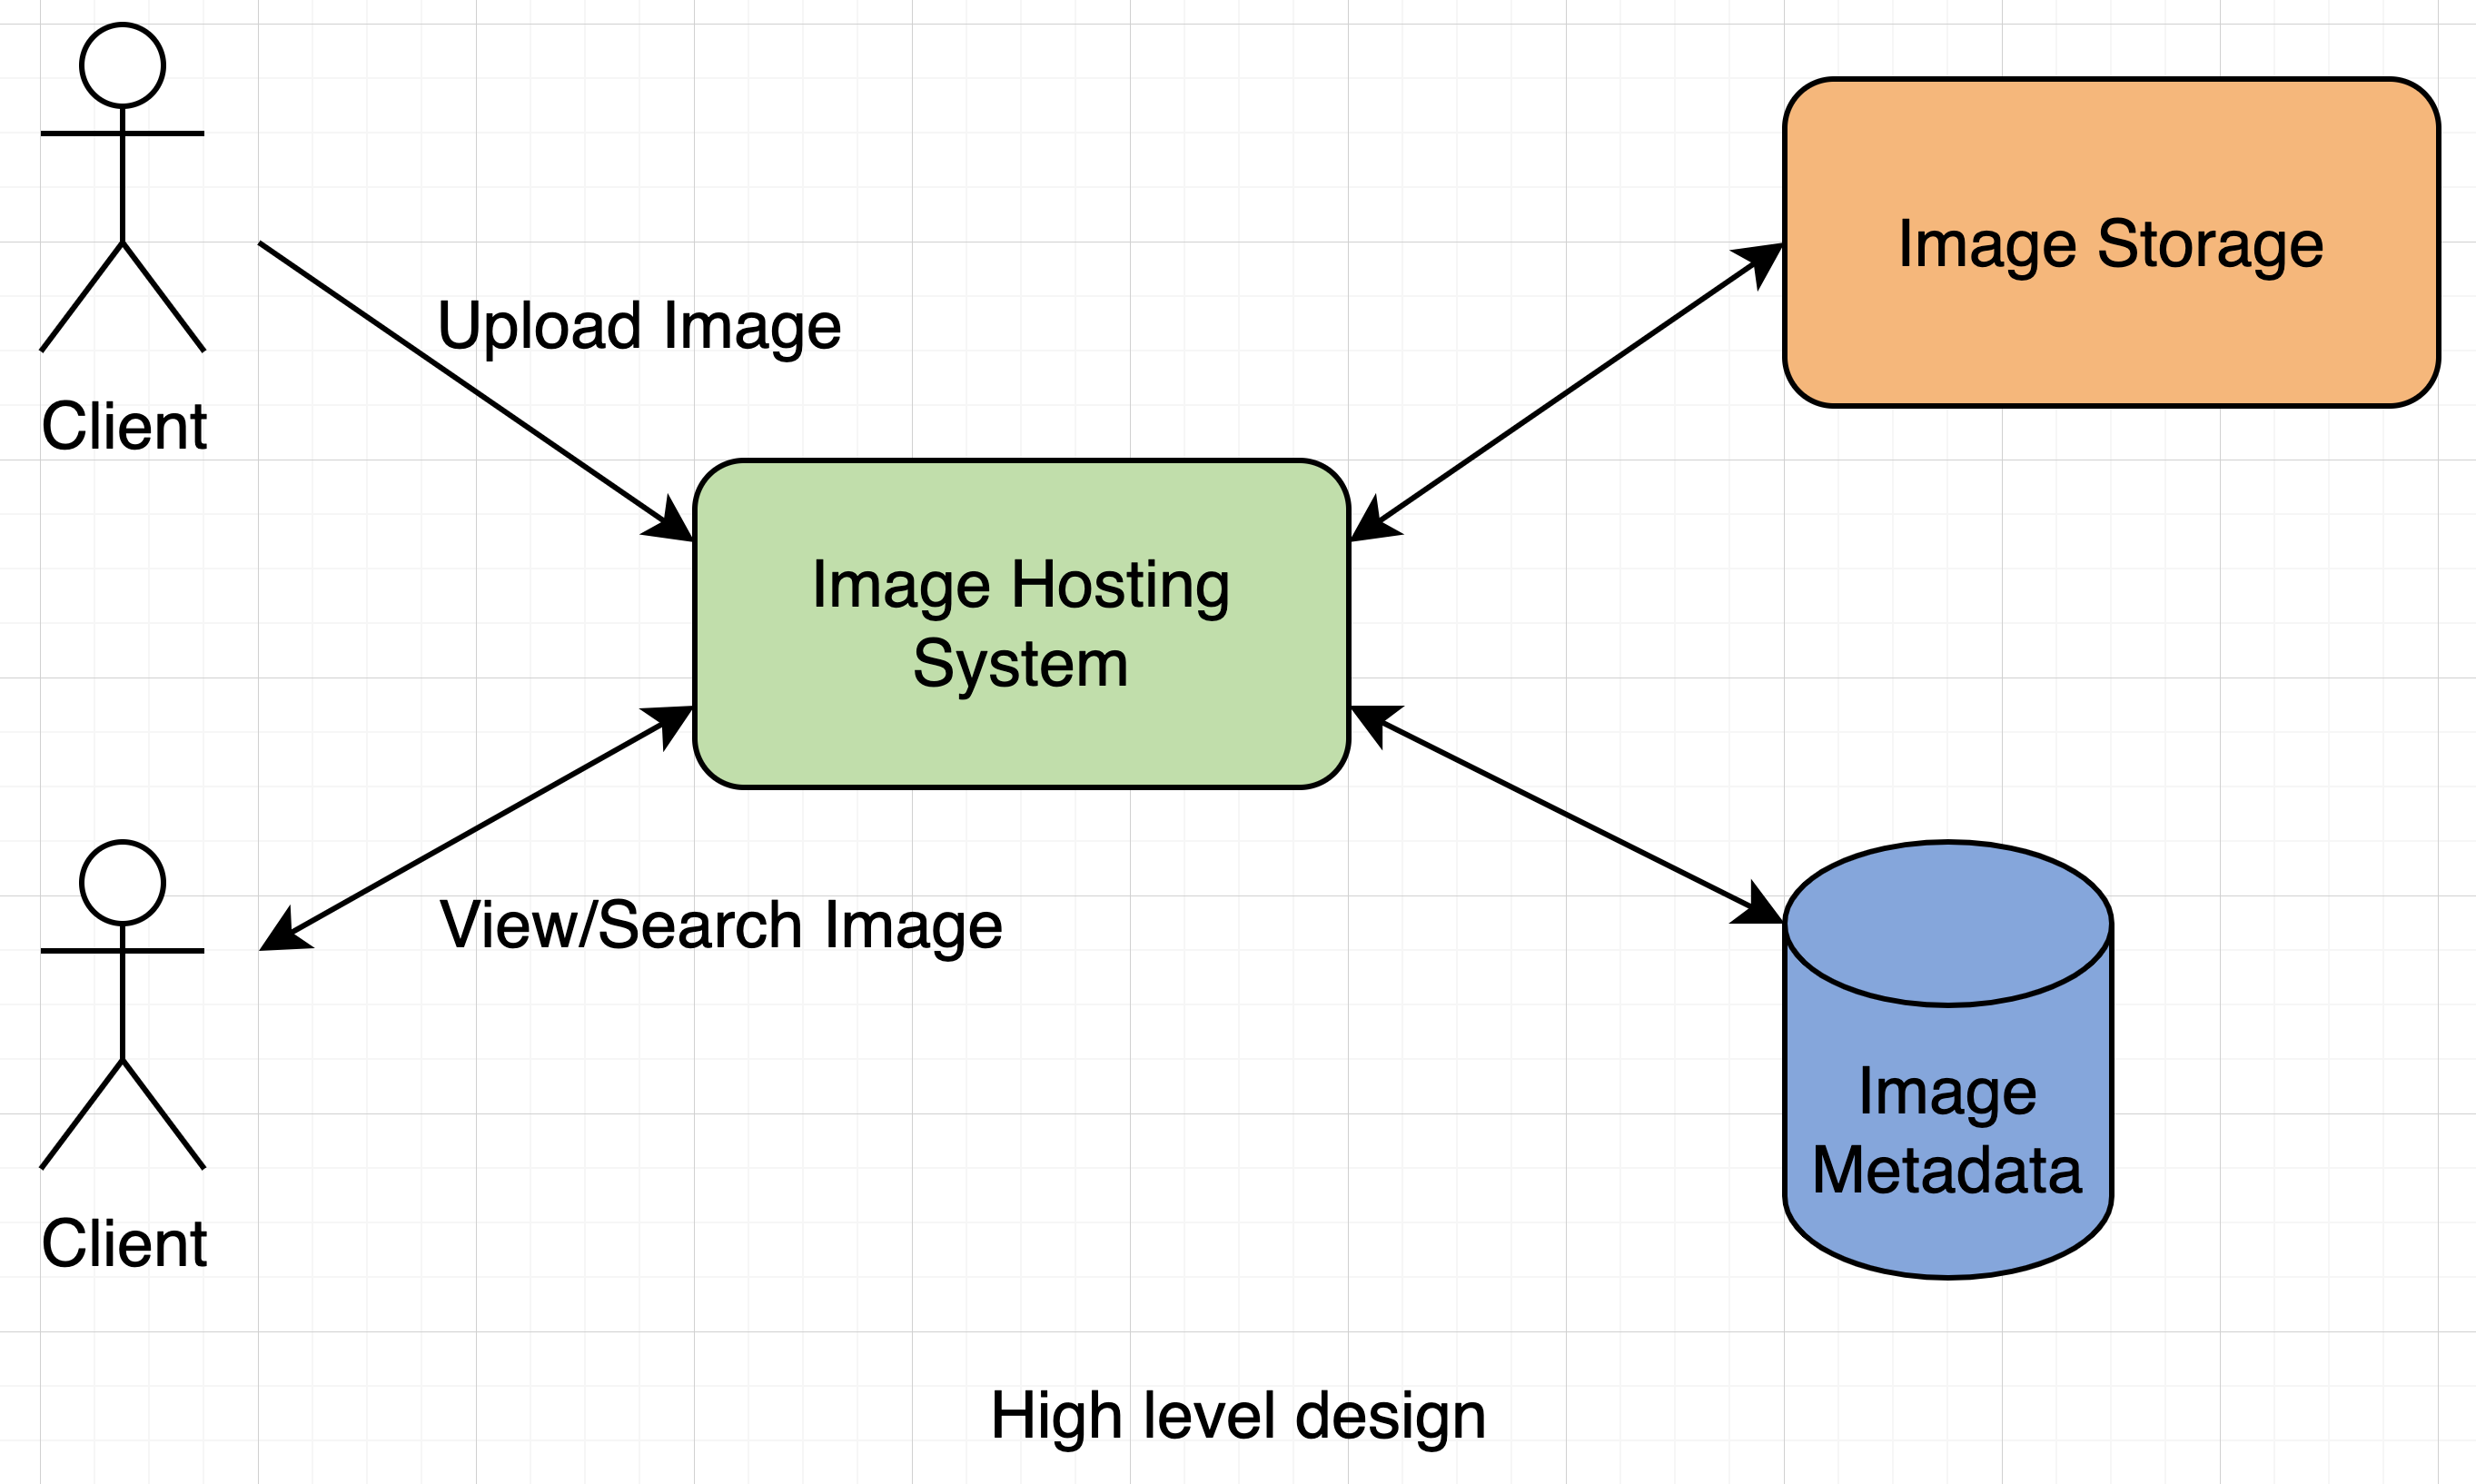 Client
Upload Image
Image Storage
Image Hosting
System
Client
View/Search Image
Image
Metadata
High level design